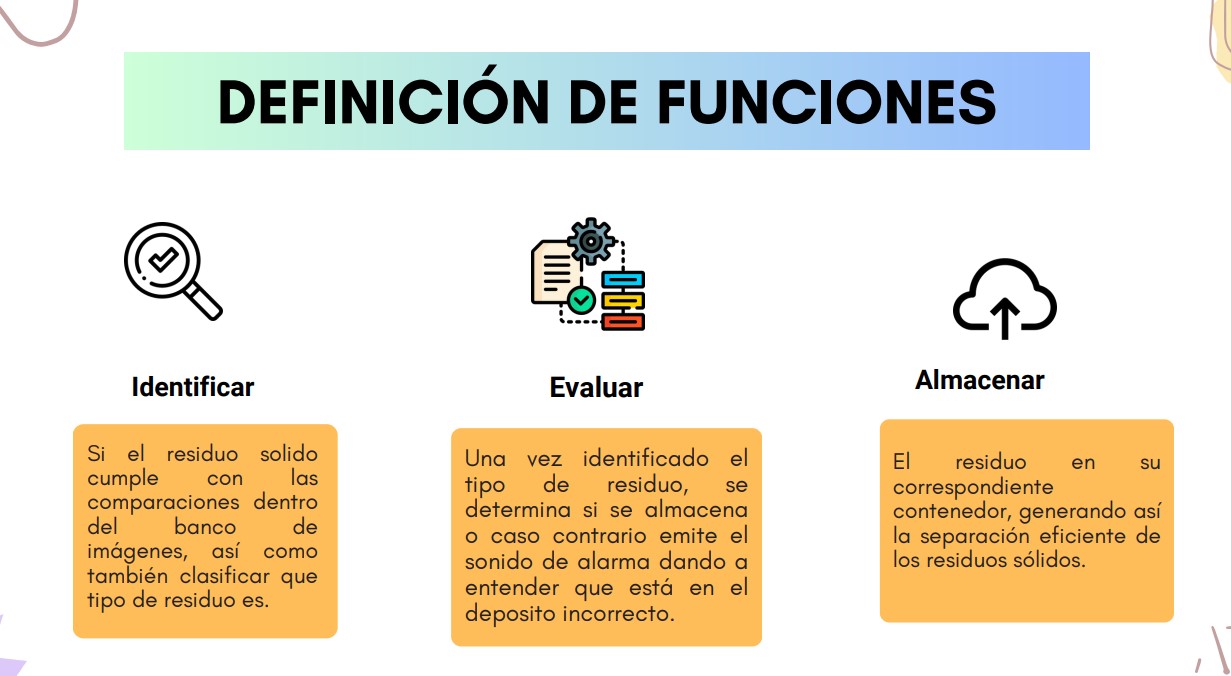 DEFINICIÓN DE FUNCIONES
Identificar
Si el residuo solido
cumple con las
comparaciones dentro
del banco de
imágenes, así como
también clasificar que
tipo de residuo es.
Evaluar
Una vez identificado el
tipo de residuo, se
determina si se almacena
o caso contrario emite el
sonido de alarma dando a
entender que está en el
deposito incorrecto.
Almacenar
El residuo en su
correspondiente
contenedor, generando así
la separación eficiente de
los residuos sólidos.